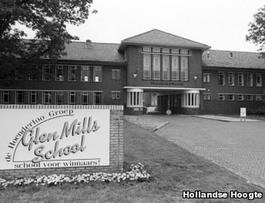 de Hoenderloo Groep
Glen Mills
School
school voor winnaars!
Hollandse Hoogte